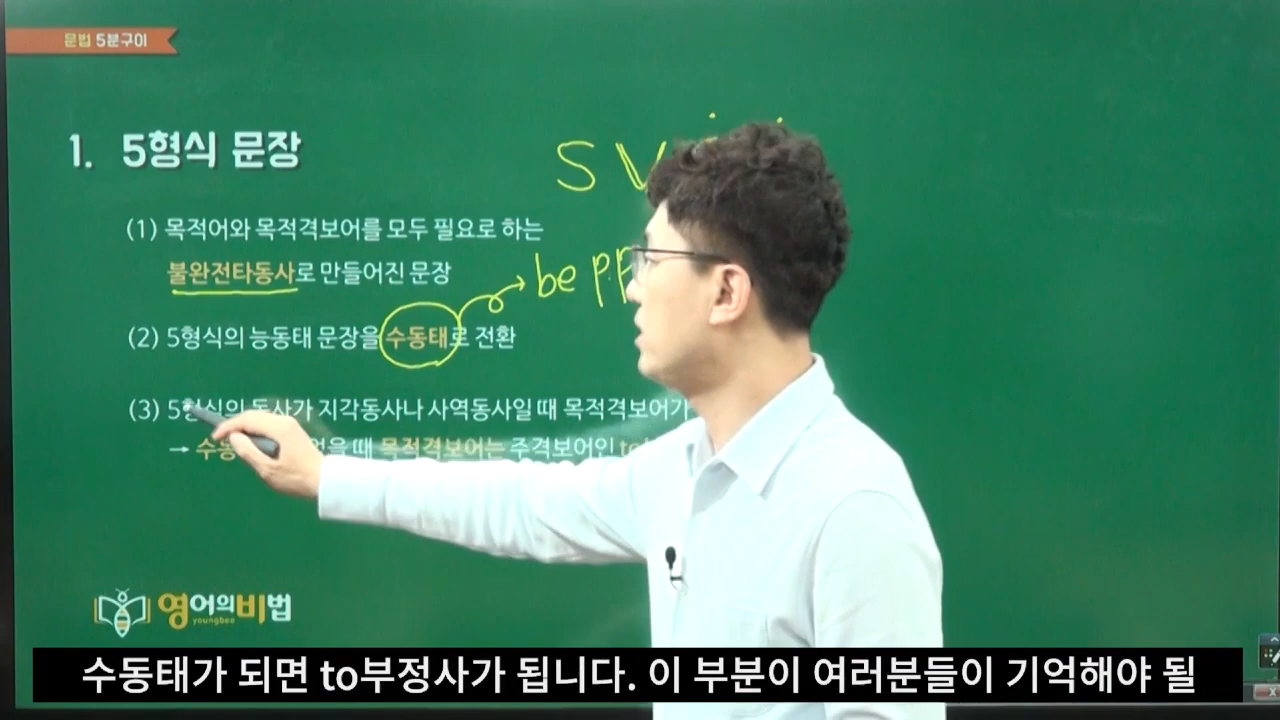 문법 5분구이
1. 5형식 문장
S V
(1) 목적어와 목적격보어를 모두 필요로 하는
불완전타동사로 만들어진 문장
be p.p
(2) 5형식의 능동태 문장을 수동태로 전환
(3) 5형식의 동사가 지각동사나 사역동사일 때 목적격보어가
→ 수동 때 목적격보어는 주격보어인 to
영어의비법
youngbee
수동태가 되면 to부정사가 됩니다. 이 부분이 여러분들이 기억해야 될